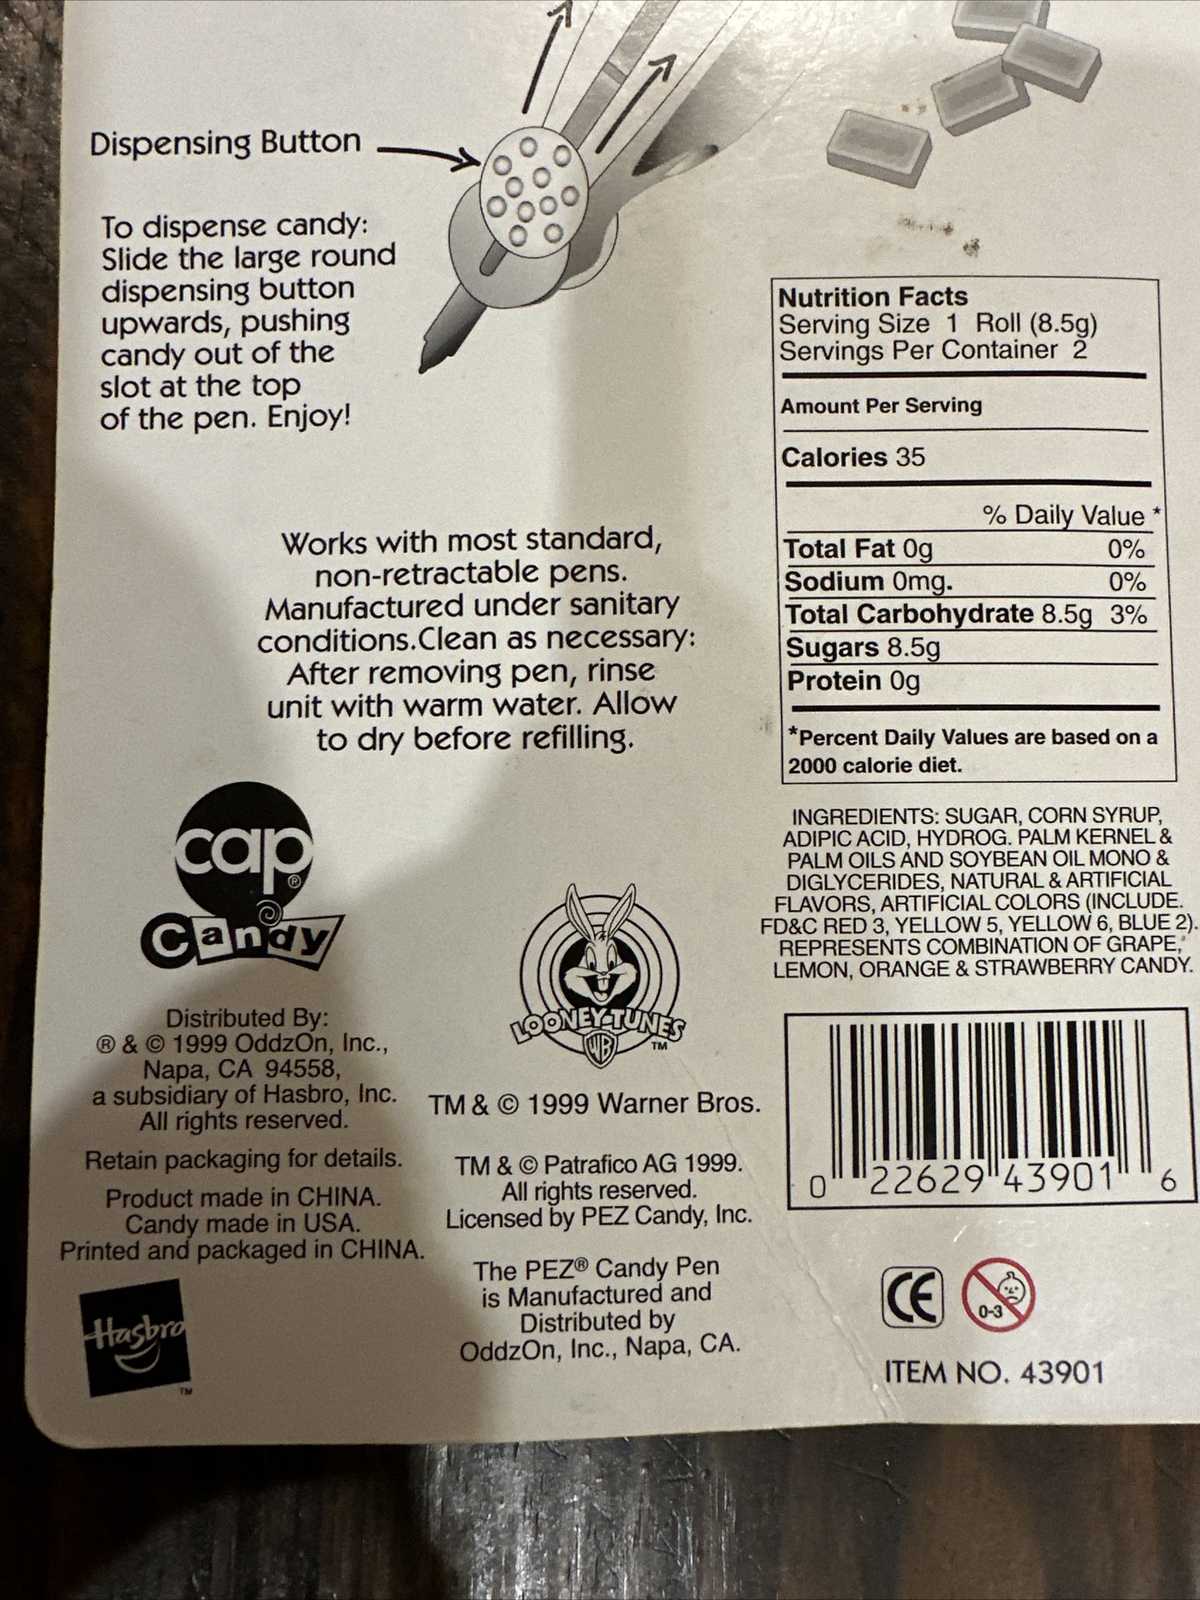 Dispensing Button
To dispense candy:
Slide the large round
dispensing button
upwards, pushing
candy out of the
slot at the top
of the pen. Enjoy!
Works with most standard,
non-retractable pens.
Manufactured under sanitary
conditions.Clean as necessary:
After removing pen, rinse
unit with warm water. Allow
to dry before refilling.
Nutrition Facts
Serving Size 1 Roll (8.5g)
Servings Per Container 2
Amount Per Serving
Calories 35
% Daily Value *
Total Fat 0g 0%
Sodium 0mg. 0%
Total Carbohydrate 8.5g 3%
Sugars 8.5g
Protein 0g
*Percent Daily Values are based on a
2000 calorie diet.
INGREDIENTS: SUGAR, CORN SYRUP,
ADIPIC ACID, HYDROG. PALM KERNEL &
PALM OILS AND SOYBEAN OIL MONO &
DIGLYCERIDES, NATURAL & ARTIFICIAL
FLAVORS, ARTIFICIAL COLORS (INCLUDE.
FD&C RED 3, YELLOW 5, YELLOW 6, BLUE 2).
REPRESENTS COMBINATION OF GRAPE,
LEMON, ORANGE & STRAWBERRY CANDY.
cap®
Candy
Distributed By:
® & © 1999 OddzOn, Inc.,
Napa, CA 94558,
a subsidiary of Hasbro, Inc.
All rights reserved.
Retain packaging for details.
Product made in CHINA.
Candy made in USA.
Printed and packaged in CHINA.
Hasbro
TM
LOONEY TUNES
WB
TM
TM & © 1999 Warner Bros.
TM & © Patrafico AG 1999.
All rights reserved.
Licensed by PEZ Candy, Inc.
The PEZ® Candy Pen
is Manufactured and
Distributed by
OddzOn, Inc., Napa, CA.
0 22629 43901 6
CE
0-3
ITEM NO. 43901